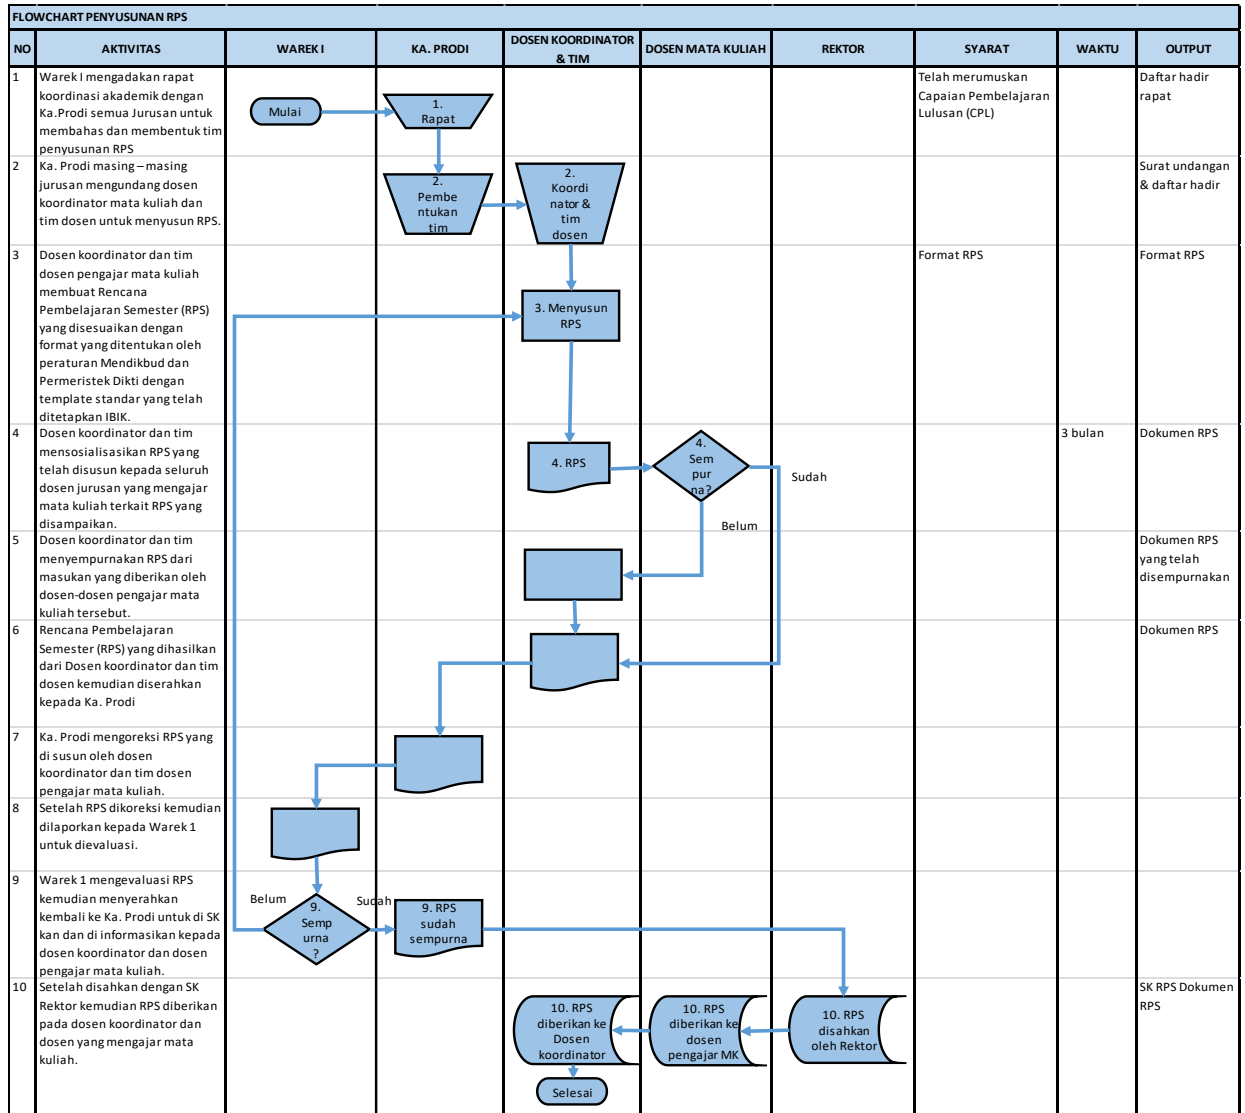 FLOWCHART PENYUSUNAN RPS
NO
AKTIVITAS
WAREK I
KA. PRODI
DOSEN KOORDINATOR
& TIM
DOSEN MATA KULIAH
REKTOR
SYARAT
WAKTU
OUTPUT
1
Warek I mengadakan rapat
koordinasi akademik dengan
Ka.Prodi semua Jurusan untuk
membahas dan membentuk tim
penyusunan RPS
Mulai
1.
Rapat
Telah merumuskan
Capaian Pembelajaran
Lulusan (CPL)
Daftar hadir
rapat
2
Ka. Prodi masing – masing
jurusan mengundang dosen
koordinator mata kuliah dan
tim dosen untuk menyusun RPS.
2.
Pembe
ntukan
tim
2.
Koordi
nator &
tim
dosen
Surat undangan
& daftar hadir
3
Dosen koordinator dan tim
dosen pengajar mata kuliah
membuat Rencana
Pembelajaran Semester (RPS)
yang disesuaikan dengan
format yang ditentukan oleh
peraturan Mendikbud dan
Permeristek Dikti dengan
template standar yang telah
ditetapkan IBIK.
3. Menyusun
RPS
Format RPS
Format RPS
4
Dosen koordinator dan tim
mensosialisasikan RPS yang
telah disusun kepada seluruh
dosen jurusan yang mengajar
mata kuliah terkait RPS yang
disampaikan.
4. RPS
4.
Sem
pur
na?
Sudah
Belum
3 bulan
Dokumen RPS
5
Dosen koordinator dan tim
menyempurnakan RPS dari
masukan yang diberikan oleh
dosen-dosen pengajar mata
kuliah tersebut.
Dokumen RPS
yang telah
disempurnakan
6
Rencana Pembelajaran
Semester (RPS) yang dihasilkan
dari Dosen koordinator dan tim
dosen kemudian diserahkan
kepada Ka. Prodi
Dokumen RPS
7
Ka. Prodi mengoreksi RPS yang
di susun oleh dosen
koordinator dan tim dosen
pengajar mata kuliah.
8
Setelah RPS dikoreksi kemudian
dilaporkan kepada Warek 1
untuk dievaluasi.
9
Warek 1 mengevaluasi RPS
kemudian menyerahkan
kembali ke Ka. Prodi untuk di SK
kan dan di informasikan kepada
dosen koordinator dan dosen
pengajar mata kuliah.
Belum
9.
Semp
urna
?
Sudah
9. RPS
sudah
sempurna
10
Setelah disahkan dengan SK
Rektor kemudian RPS diberikan
pada dosen koordinator dan
dosen yang mengajar mata
kuliah.
10. RPS
diberikan ke
Dosen
koordinator
10. RPS
diberikan ke
dosen
pengajar MK
10. RPS
disahkan
oleh Rektor
SK RPS Dokumen
RPS
Selesai